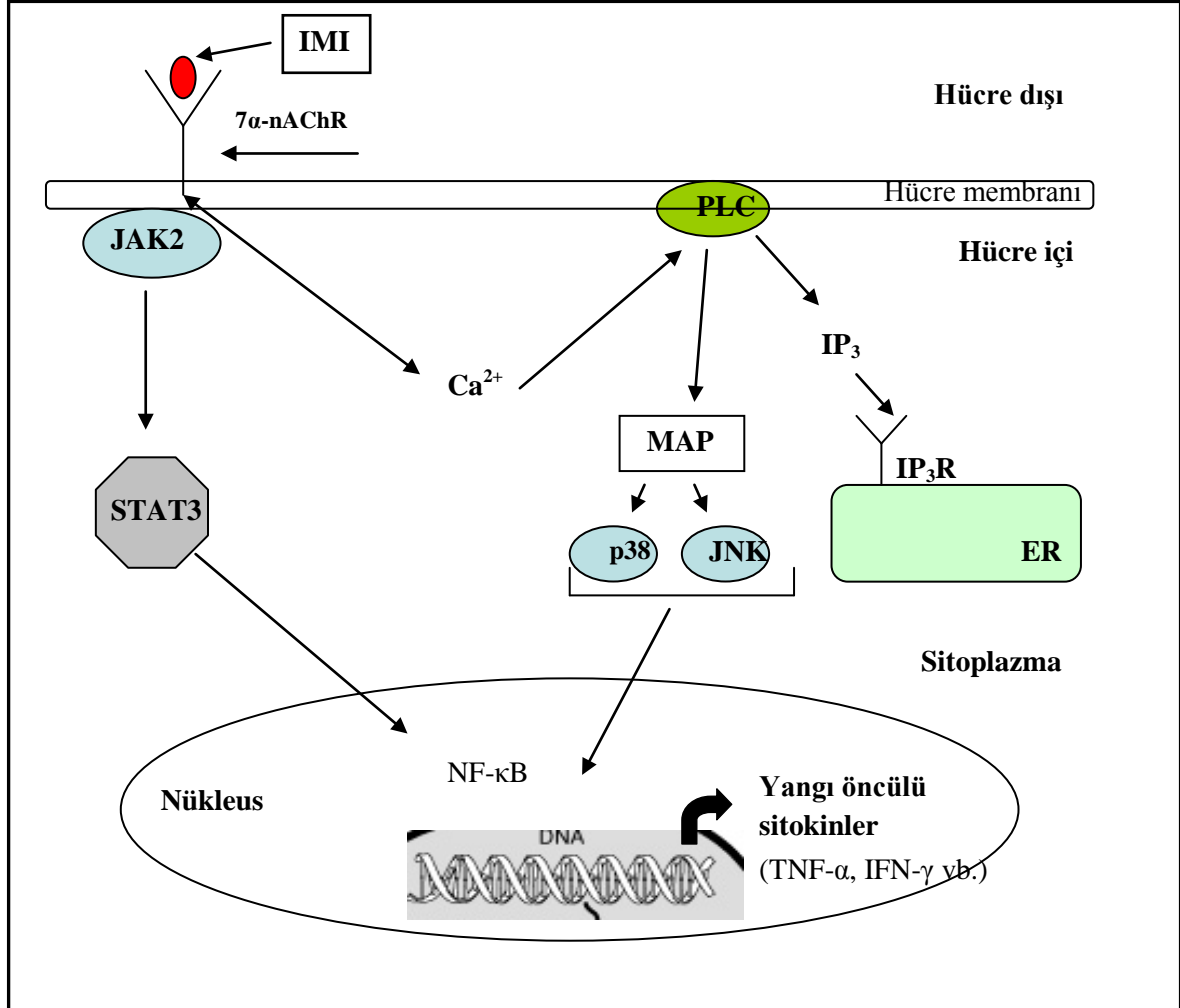 IMI
Hücre dışı
7α-nAChR
Hücre membranı
PLC
JAK2
Hücre içi
IP₃
Ca²⁺
MAP
IP₃R
STAT3
p38
JNK
ER
Sitoplazma
NF-κB
Nükleus
Yangı öncülü
sitokinler
(TNF-α, IFN-γ vb.)
DNA